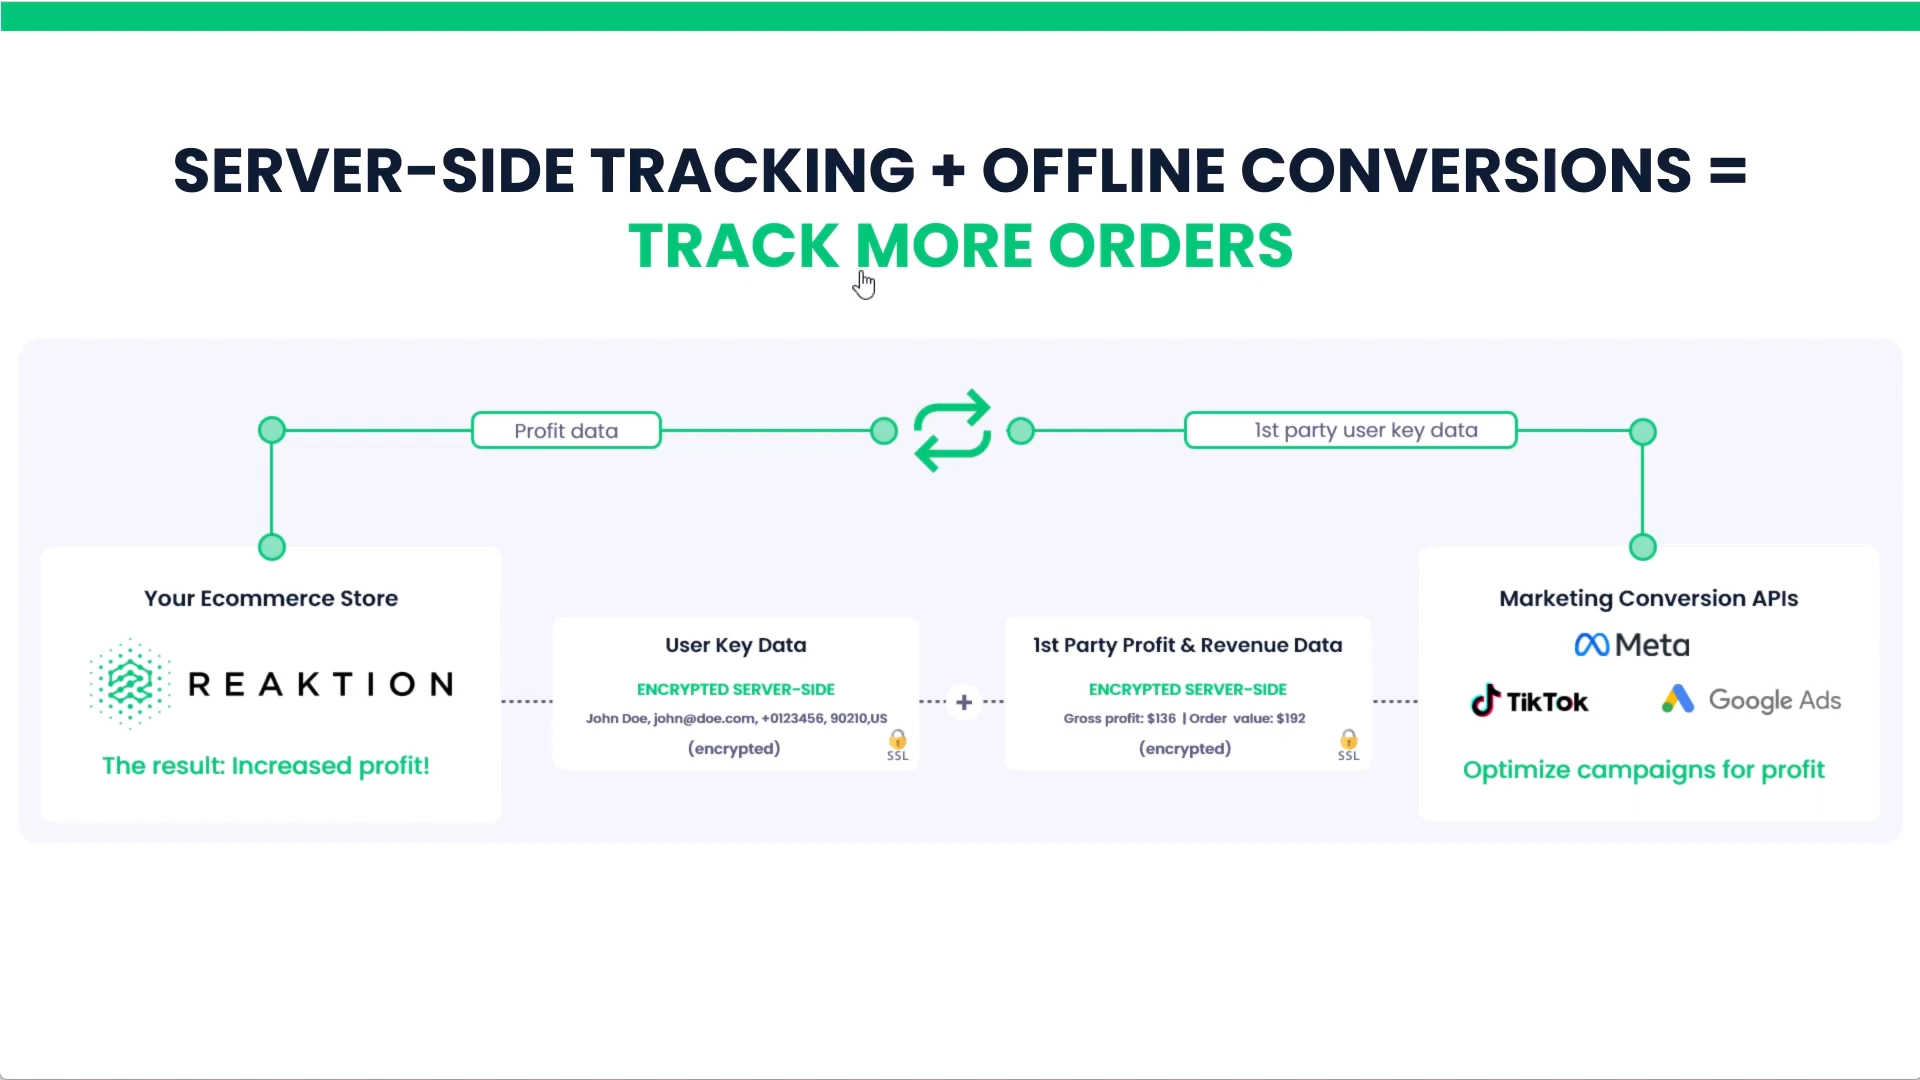 SERVER-SIDE TRACKING + OFFLINE CONVERSIONS =
TRACK MORE ORDERS
Profit data
1st party user key data
Your Ecommerce Store
REAKTION
The result: Increased profit!
User Key Data
ENCRYPTED SERVER-SIDE
John Doe, john@doe.com, +0123456, 90210,US
(encrypted)
SSL
+
1st Party Profit & Revenue Data
ENCRYPTED SERVER-SIDE
Gross profit: $136 | Order value: $192
(encrypted)
SSL
Marketing Conversion APIs
Meta
TikTok
Google Ads
Optimize campaigns for profit